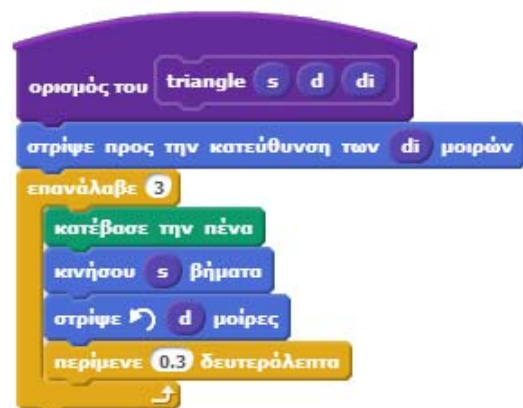 ορισμός του triangle s d di
στρίψε προς την κατεύθυνση των di μοιρών
επανάλαβε 3
κατέβασε την πένα
κινήσου s βήματα
στρίψε d μοίρες
περίμενε 0.3 δευτερόλεπτα